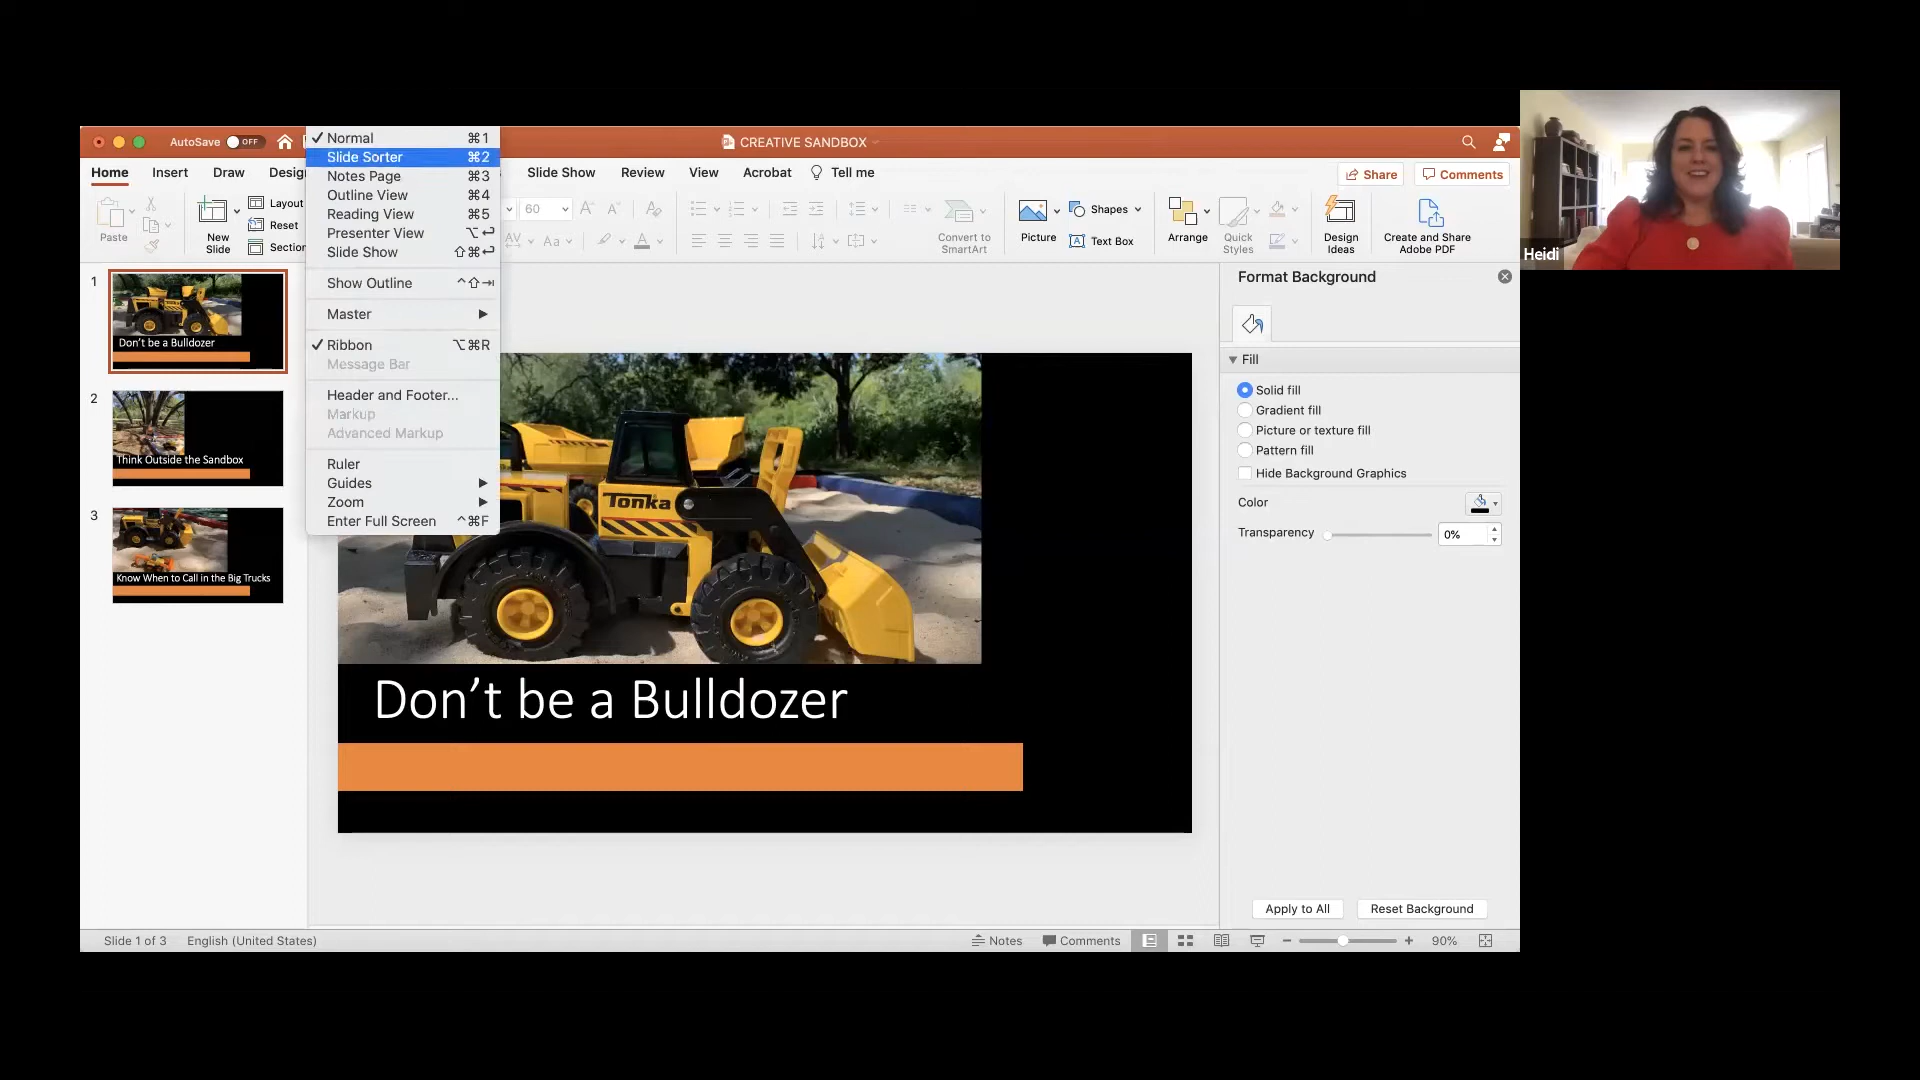 AutoSave OFF
CREATIVE SANDBOX
Home Insert Draw Desig Slide Show Review View Acrobat Tell me
Share Comments
Paste
New Slide
Layout
Reset
Section
60
Aa
Convert to SmartArt
Picture
Shapes
Text Box
Arrange
Quick Styles
Design Ideas
Create and Share Adobe PDF
✓ Normal ⌘1
Slide Sorter ⌘2
Notes Page ⌘3
Outline View ⌘4
Reading View ⌘5
Presenter View ⌥↩
Slide Show ⇧⌘↩
Show Outline ^⇧⇥
Master ▶
✓ Ribbon ⌥⌘R
Message Bar
Header and Footer...
Markup
Advanced Markup
Ruler
Guides ▶
Zoom ▶
Enter Full Screen ^⌘F
1
Don't be a Bulldozer
2
Think Outside the Sandbox
3
Know When to Call in the Big Trucks
Tonka
Don't be a Bulldozer
Format Background
Fill
Solid fill
Gradient fill
Picture or texture fill
Pattern fill
Hide Background Graphics
Color
Transparency 0%
Apply to All Reset Background
Slide 1 of 3 English (United States) Notes Comments 90%
Heidi